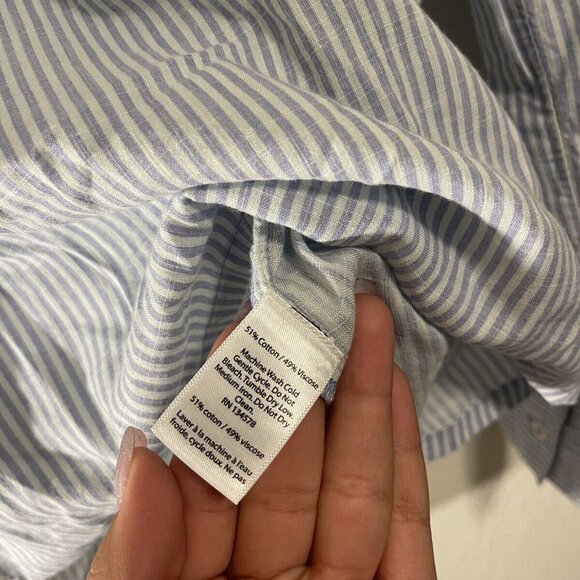 51% Cotton / 49% Viscose
Machine Wash Cold
Gentle Cycle. Do Not
Bleach. Tumble Dry Low.
Medium Iron. Do Not Dry
Clean.
RN 134578
51% coton / 49% viscose
Laver à la machine à l'eau
froide, cycle doux. Ne pas